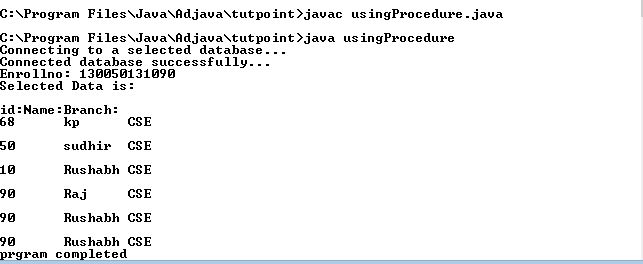 C:\Program Files\Java\Adjava\tutpoint>javac usingProcedure.java
C:\Program Files\Java\Adjava\tutpoint>java usingProcedure
Connecting to a selected database...
Connected database successfully...
Enrollno: 130050131090
Selected Data is:
id:Name:Branch:
68 kp CSE
50 sudhir CSE
10 Rushabh CSE
90 Raj CSE
90 Rushabh CSE
90 Rushabh CSE
prgram completed